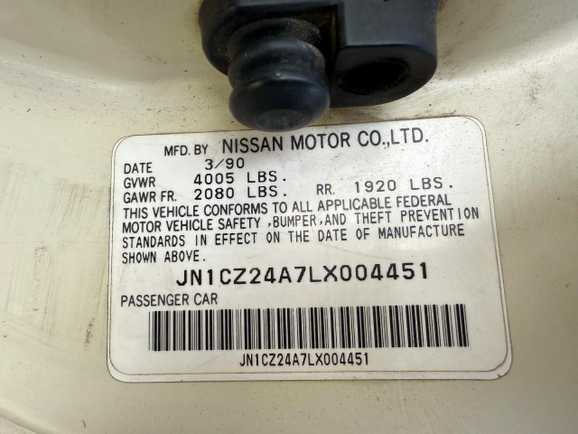 MFD. BY NISSAN MOTOR CO.,LTD.
DATE 3/90
GVWR 4005 LBS.
GAWR FR. 2080 LBS. RR. 1920 LBS.
THIS VEHICLE CONFORMS TO ALL APPLICABLE FEDERAL
MOTOR VEHICLE SAFETY ,BUMPER,AND THEFT PREVENTION
STANDARDS IN EFFECT ON THE DATE OF MANUFACTURE
SHOWN ABOVE.
JN1CZ24A7LX004451
PASSENGER CAR
JN1CZ24A7LX004451